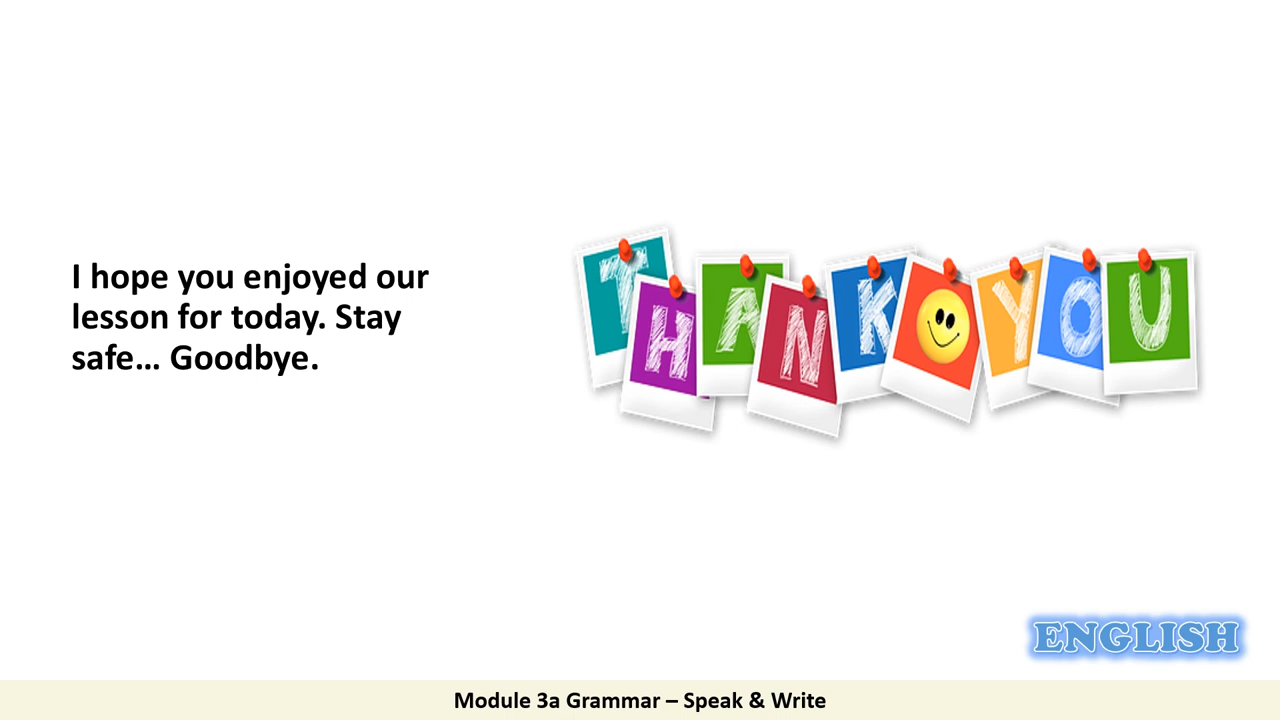 I hope you enjoyed our
lesson for today. Stay
safe... Goodbye.
THANK YOU
ENGLISH
Module 3a Grammar – Speak & Write